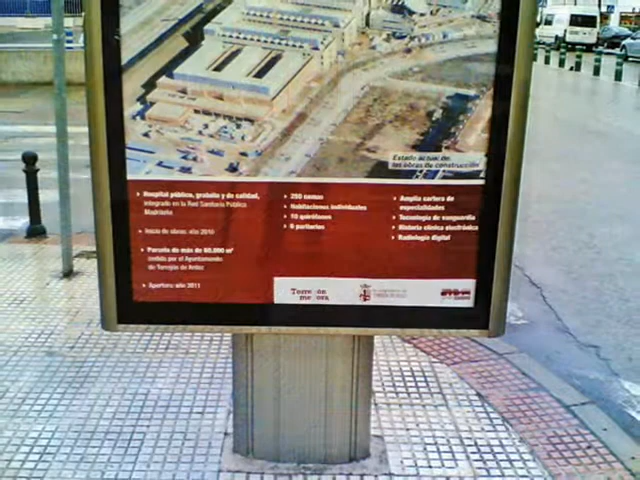 Estado actual de
las obras de construcción
Hospital público, gratuito y de calidad,
integrado en la Red Sanitaria Pública
Madrileña
Inicio de obras: año 2010
Parcela de más de 60.000 m²
cedida por el Ayuntamiento
de Torrejón de Ardoz
Apertura año 2011
250 camas
Habitaciones individuales
10 quirófanos
6 paritorios
Amplia cartera de
especialidades
Tecnología de vanguardia
Historia clínica electrónica
Radiología digital
Torrejón
mejora